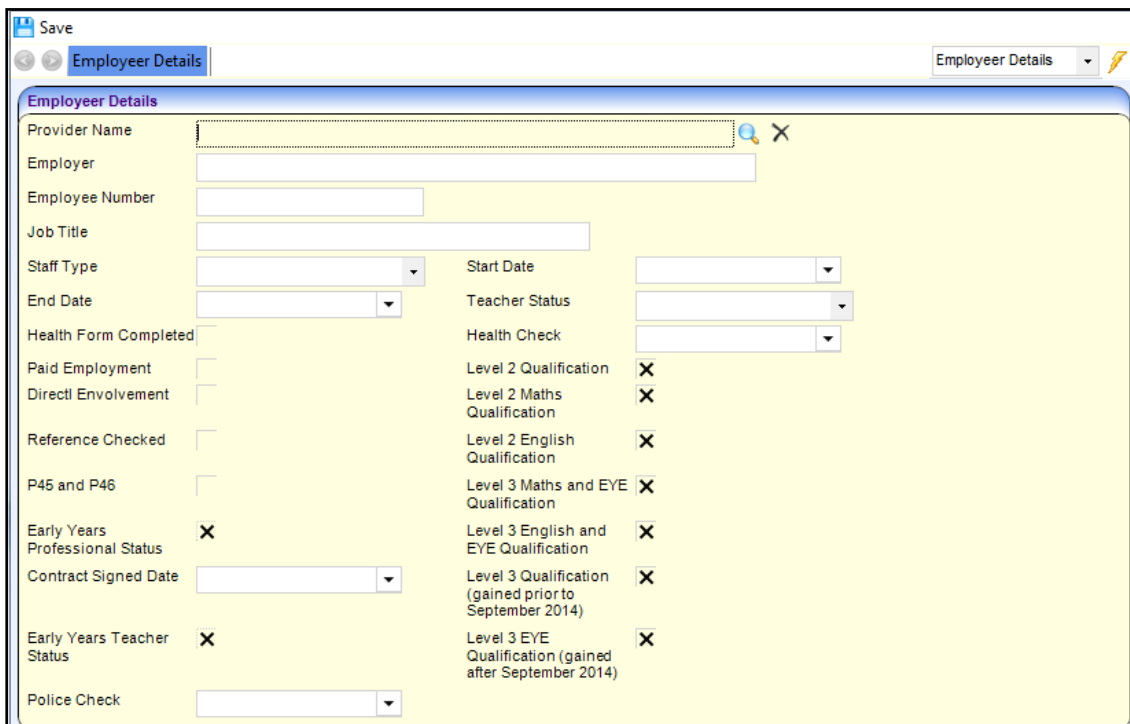 Save
Employeer Details
Employeer Details
Employeer Details
Provider Name
Employer
Employee Number
Job Title
Staff Type
Start Date
End Date
Teacher Status
Health Form Completed
Health Check
Paid Employment
Level 2 Qualification
Directl Envolvement
Level 2 Maths
Qualification
Reference Checked
Level 2 English
Qualification
P45 and P46
Level 3 Maths and EYE
Qualification
Early Years
Professional Status
Level 3 English and
EYE Qualification
Contract Signed Date
Level 3 Qualification
(gained prior to
September 2014)
Early Years Teacher
Status
Level 3 EYE
Qualification (gained
after September 2014)
Police Check